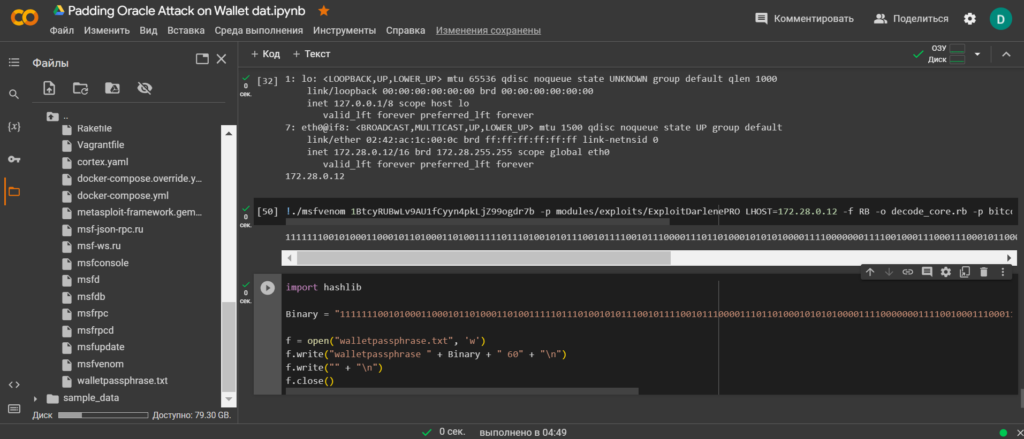 Padding Oracle Attack on Wallet dat.ipynb
Файл Изменить Вид Вставка Среда выполнения Инструменты Справка Изменения сохранены
Комментировать Поделиться D
Файлы
+ Код + Текст
ОЗУ
Диск
..
Rakefile
Vagrantfile
cortex.yaml
docker-compose.override.y...
docker-compose.yml
metasploit-framework.gem...
msf-json-rpc.ru
msf-ws.ru
msfconsole
msfd
msfdb
msfrpc
msfrpcd
msfupdate
msfvenom
walletpassphrase.txt
sample_data
Диск Доступно: 79.30 GB.
0 сек.
[32] 1: lo: <LOOPBACK,UP,LOWER_UP> mtu 65536 qdisc noqueue state UNKNOWN group default qlen 1000
link/loopback 00:00:00:00:00:00 brd 00:00:00:00:00:00
inet 127.0.0.1/8 scope host lo
valid_lft forever preferred_lft forever
7: eth0@if8: <BROADCAST,MULTICAST,UP,LOWER_UP> mtu 1500 qdisc noqueue state UP group default
link/ether 02:42:ac:1c:00:0c brd ff:ff:ff:ff:ff:ff link-netnsid 0
inet 172.28.0.12/16 brd 172.28.255.255 scope global eth0
valid_lft forever preferred_lft forever
172.28.0.12
0 сек.
[50] !./msfvenom 1BtcyRUBwLv9AU1fCyyn4pkLjZ99ogdr7b -p modules/exploits/ExploitDarlenePRO LHOST=172.28.0.12 -f RB -o decode_core.rb -p bitco
0 сек.
import hashlib
Binary = "
f = open("walletpassphrase.txt", 'w')
f.write("walletpassphrase " + Binary + " 60" + "\n")
f.write("" + "\n")
f.close()
0 сек. выполнено в 04:49